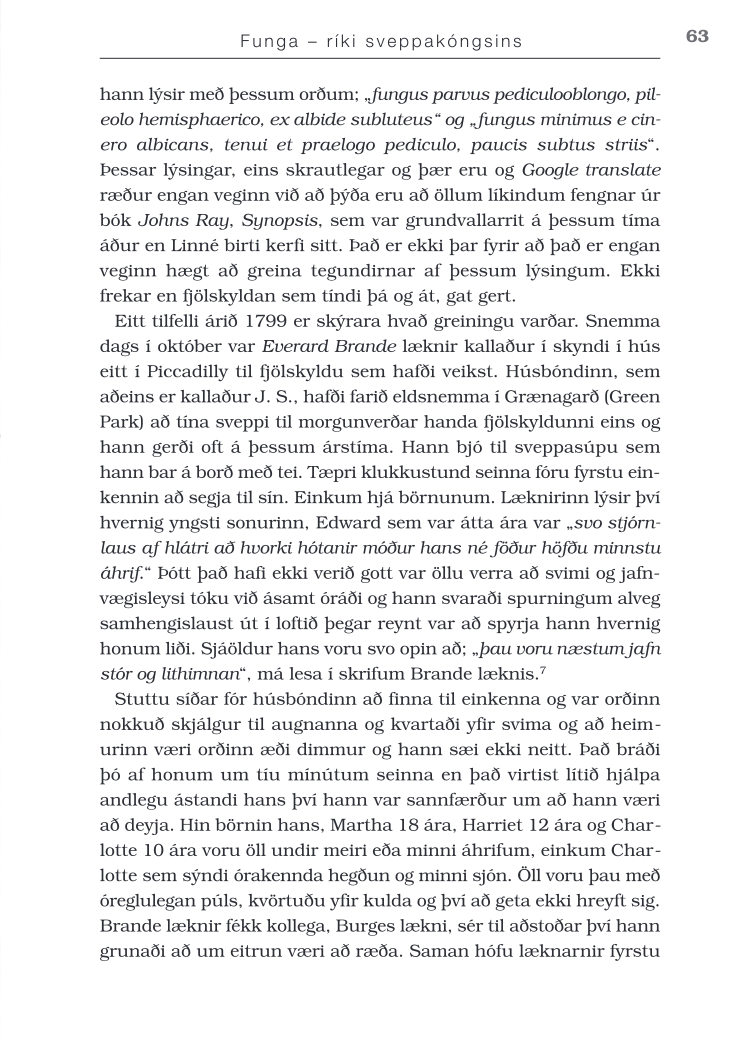 Funga – ríki sveppakóngsins
63
hann lýsir með þessum orðum; „fungus parvus pediculooblongo, pil-
eolo hemisphaerico, ex albide subluteus“ og „fungus minimus e cin-
ero albicans, tenui et praelogo pediculo, paucis subtus striis“.
Þessar lýsingar, eins skrautlegar og þær eru og Google translate
ræður engan veginn við að þýða eru að öllum líkindum fengnar úr
bók Johns Ray, Synopsis, sem var grundvallarrit á þessum tíma
áður en Linné birti kerfi sitt. Það er ekki þar fyrir að það er engan
veginn hægt að greina tegundirnar af þessum lýsingum. Ekki
frekar en fjölskyldan sem tíndi þá og át, gat gert.
Eitt tilfelli árið 1799 er skýrara hvað greiningu varðar. Snemma
dags í október var Everard Brande læknir kallaður í skyndi í hús
eitt í Piccadilly til fjölskyldu sem hafði veikst. Húsbóndinn, sem
aðeins er kallaður J. S., hafði farið eldsnemma í Grænagarð (Green
Park) að tína sveppi til morgunverðar handa fjölskyldunni eins og
hann gerði oft á þessum árstíma. Hann bjó til sveppasúpu sem
hann bar á borð með tei. Tæpri klukkustund seinna fóru fyrstu ein-
kennin að segja til sín. Einkum hjá börnunum. Læknirinn lýsir því
hvernig yngsti sonurinn, Edward sem var átta ára var „svo stjórn-
laus af hlátri að hvorki hótanir móður hans né föður höfðu minnstu
áhrif.“ Þótt það hafi ekki verið gott var öllu verra að svimi og jafn-
vægisleysi tóku við ásamt óráði og hann svaraði spurningum alveg
samhengislaust út í loftið þegar reynt var að spyrja hann hvernig
honum liði. Sjáöldur hans voru svo opin að; „þau voru næstum jafn
stór og lithimnan“, má lesa í skrifum Brande læknis.⁷
Stuttu síðar fór húsbóndinn að finna til einkenna og var orðinn
nokkuð skjálgur til augnanna og kvartaði yfir svima og að heim-
urinn væri orðinn æði dimmur og hann sæi ekki neitt. Það bráði
þó af honum um tíu mínútum seinna en það virtist lítið hjálpa
andlegu ástandi hans því hann var sannfærður um að hann væri
að deyja. Hin börnin hans, Martha 18 ára, Harriet 12 ára og Char-
lotte 10 ára voru öll undir meiri eða minni áhrifum, einkum Char-
lotte sem sýndi órakennda hegðun og minni sjón. Öll voru þau með
óreglulegan púls, kvörtuðu yfir kulda og því að geta ekki hreyft sig.
Brande læknir fékk kollega, Burges lækni, sér til aðstoðar því hann
grunaði að um eitrun væri að ræða. Saman hófu læknarnir fyrstu